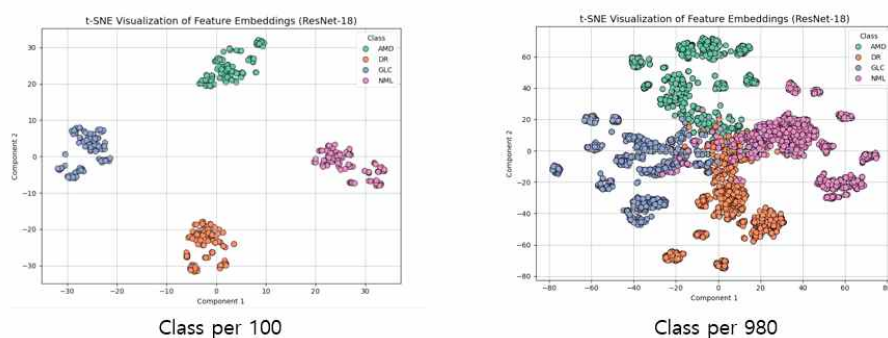 t-SNE Visualization of Feature Embeddings (ResNet-18)
Class
AMD
DR
GLC
NML
Component 2
30
20
10
0
−10
−20
−30
−30
−20
−10
0
10
20
30
Component 1
Class per 100
t-SNE Visualization of Feature Embeddings (ResNet-18)
Class
AMD
DR
GLC
NML
Component 2
60
40
20
0
−20
−40
−60
−80
−80
−60
−40
−20
0
20
40
60
80
Component 1
Class per 980